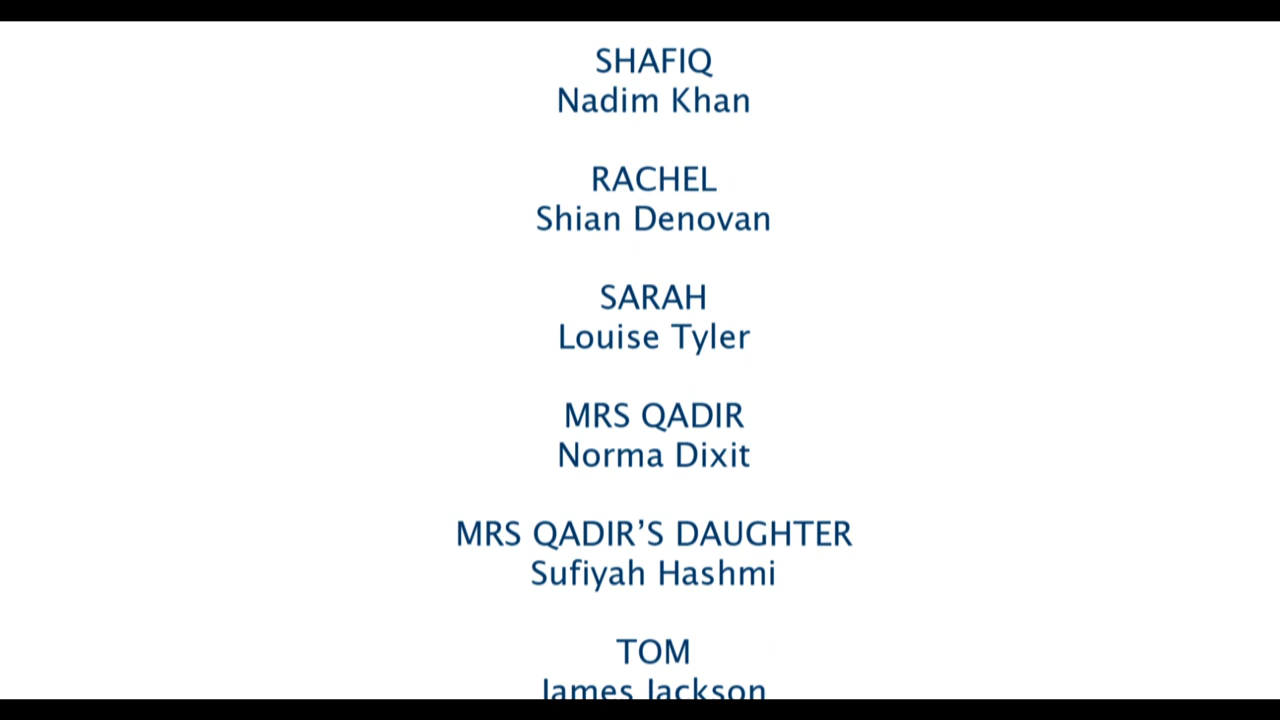 SHAFIQ
Nadim Khan
RACHEL
Shian Denovan
SARAH
Louise Tyler
MRS QADIR
Norma Dixit
MRS QADIR’S DAUGHTER
Sufiyah Hashmi
TOM
James Jackson